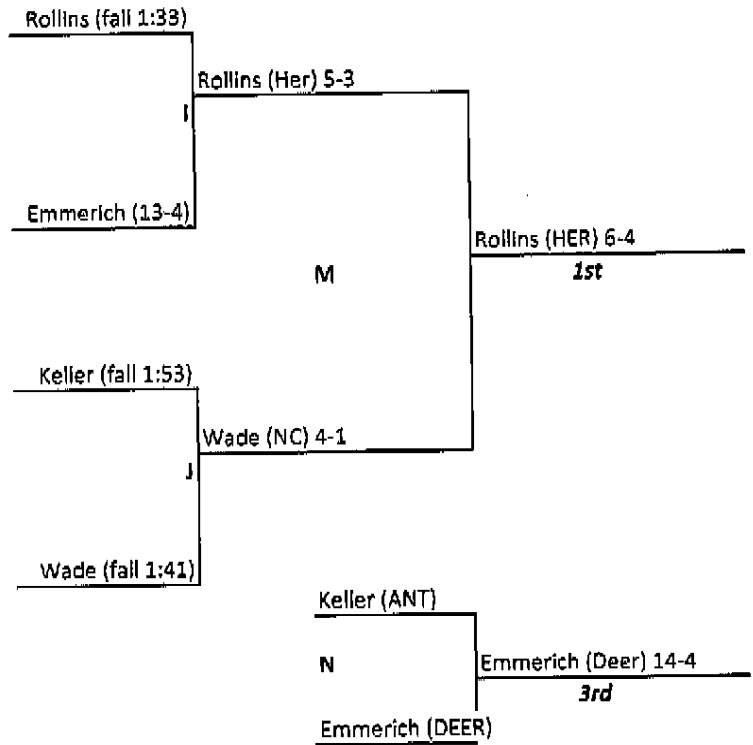 Rollins (fall 1:33)
Rollins (Her) 5-3
I
Emmerich (13-4)
Rollins (HER) 6-4
1st
M
Keller (fall 1:53)
Wade (NC) 4-1
J
Wade (fall 1:41)
Keller (ANT)
N
Emmerich (Deer) 14-4
3rd
Emmerich (DEER)